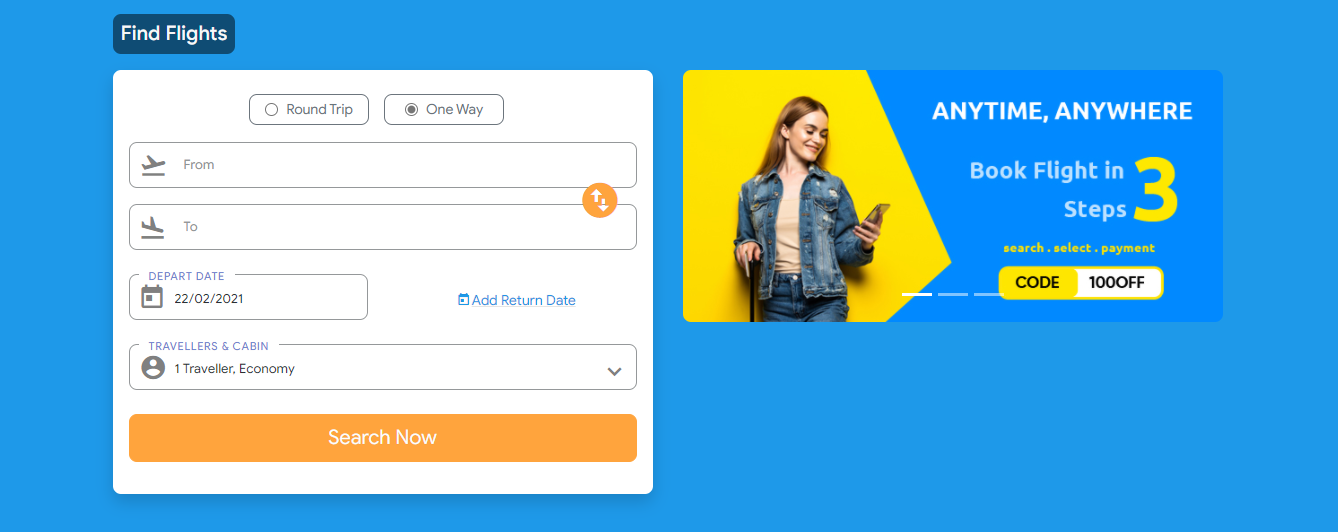 Find Flights
Round Trip
One Way
From
To
DEPART DATE
22/02/2021
Add Return Date
TRAVELLERS & CABIN
1 Traveller, Economy
Search Now
ANYTIME, ANYWHERE
Book Flight in
Steps 3
search . select . payment
CODE 100OFF